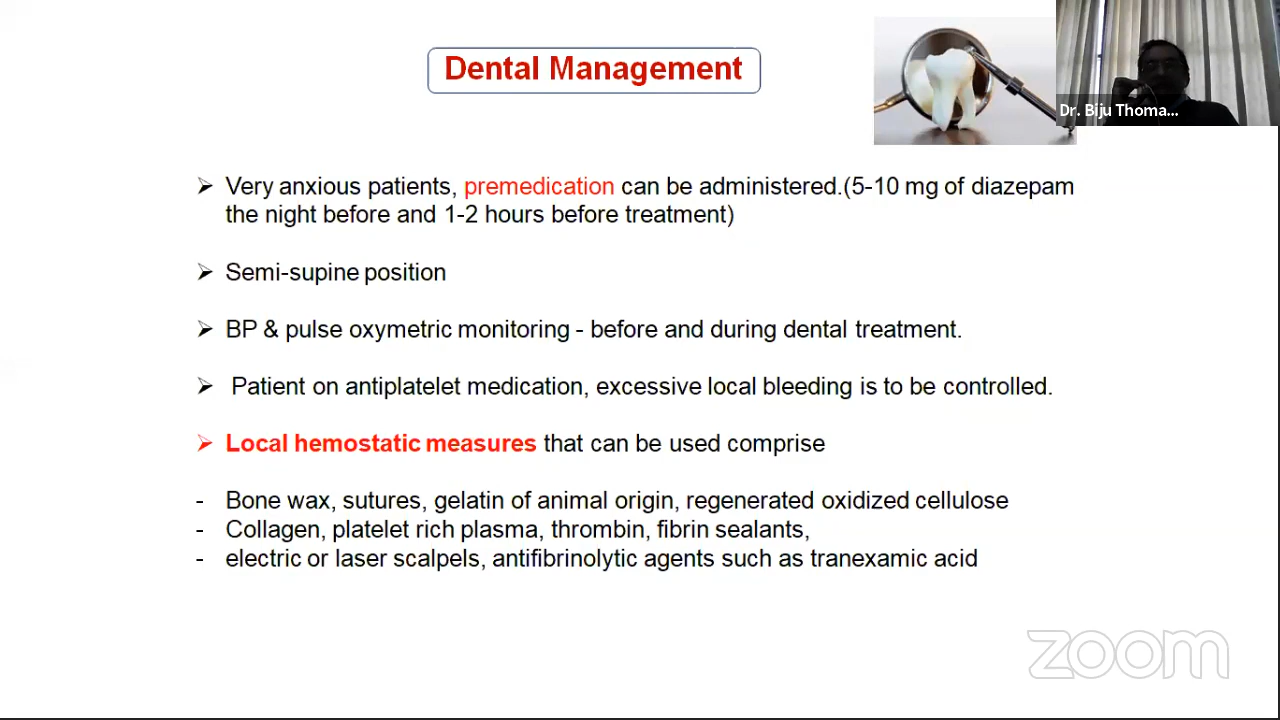 Dental Management
Dr. Biju Thoma...
➢ Very anxious patients, premedication can be administered.(5-10 mg of diazepam
the night before and 1-2 hours before treatment)
➢ Semi-supine position
➢ BP & pulse oxymetric monitoring - before and during dental treatment.
➢ Patient on antiplatelet medication, excessive local bleeding is to be controlled.
➢ Local hemostatic measures that can be used comprise
- Bone wax, sutures, gelatin of animal origin, regenerated oxidized cellulose
- Collagen, platelet rich plasma, thrombin, fibrin sealants,
- electric or laser scalpels, antifibrinolytic agents such as tranexamic acid
zoom